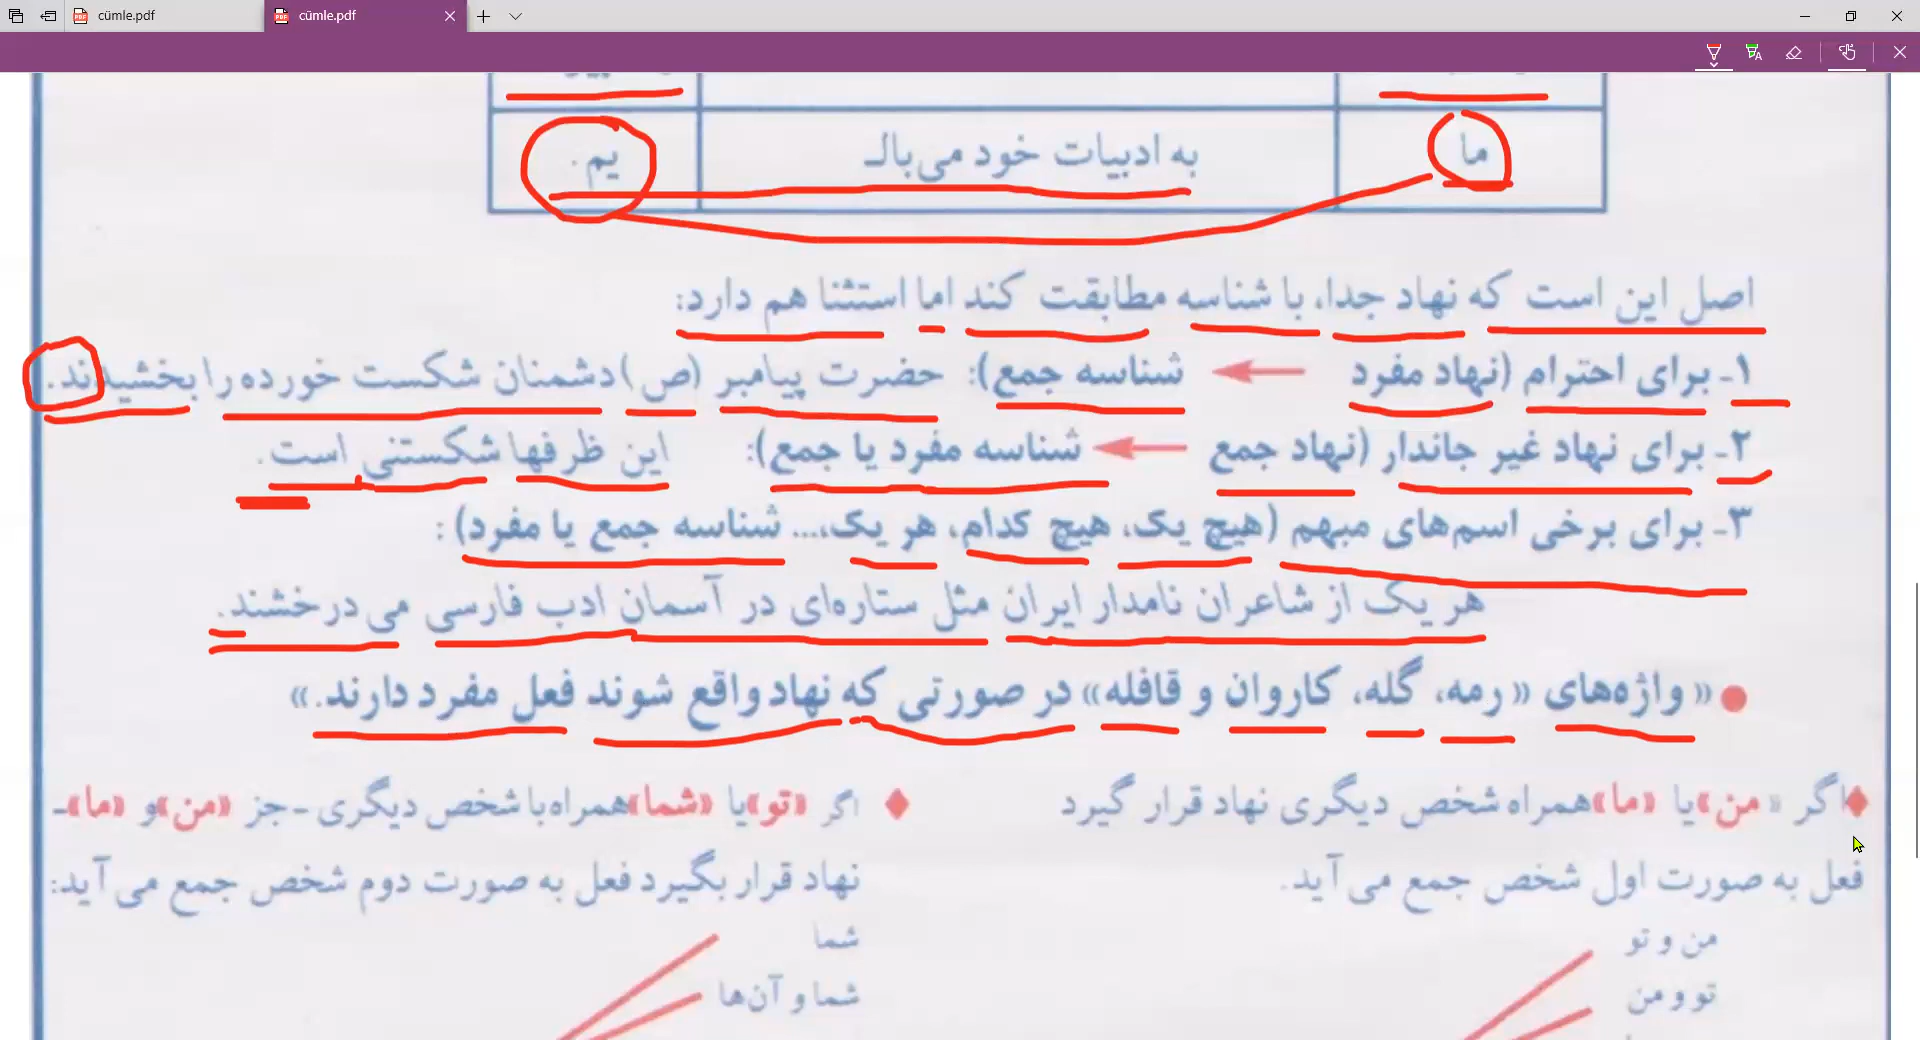 cümle.pdf
cümle.pdf
ما به ادبیات خود می‌بالـ یم.
اصل این است که نهاد جدا، با شناسه مطابقت کند اما استثنا هم دارد:
۱- برای احترام (نهاد مفرد شناسه جمع): حضرت پیامبر (ص) دشمنان شکست خورده را بخشیدند.
۲- برای نهاد غیر جاندار (نهاد جمع شناسه مفرد یا جمع): این ظرفها شکستنی است.
۳- برای برخی اسم‌های مبهم (هیچ یک، هیچ کدام، هر یک،... شناسه جمع یا مفرد):
هر یک از شاعران نامدار ایران مثل ستاره‌ای در آسمان ادب فارسی می درخشند.
« واژه‌های « رمه، گله، کاروان و قافله» در صورتی که نهاد واقع شوند فعل مفرد دارند.»
اگر « من» یا «ما» همراه شخص دیگری نهاد قرار گیرد
فعل به صورت اول شخص جمع می آید.
من و تو
تو و من
اگر «تو» یا «شما» همراه با شخص دیگری - جز «من» و «ما» -
نهاد قرار بگیرد فعل به صورت دوم شخص جمع می آید:
شما
شما و آن‌ها